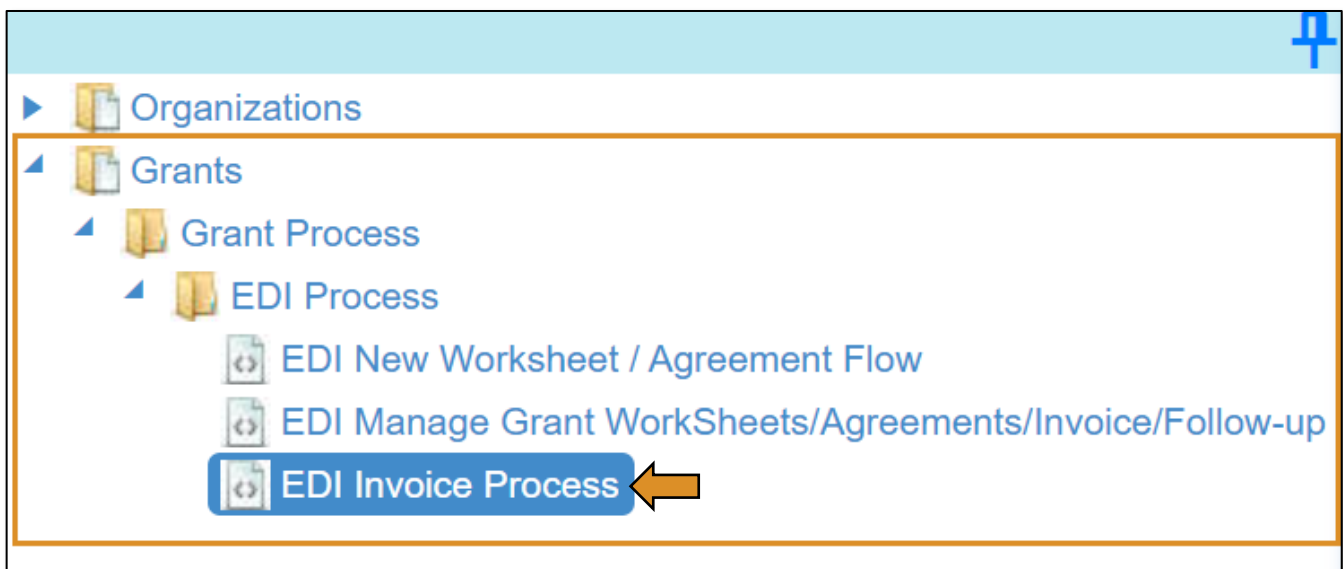 Organizations
Grants
Grant Process
EDI Process
EDI New Worksheet / Agreement Flow
EDI Manage Grant WorkSheets/Agreements/Invoice/Follow-up
EDI Invoice Process